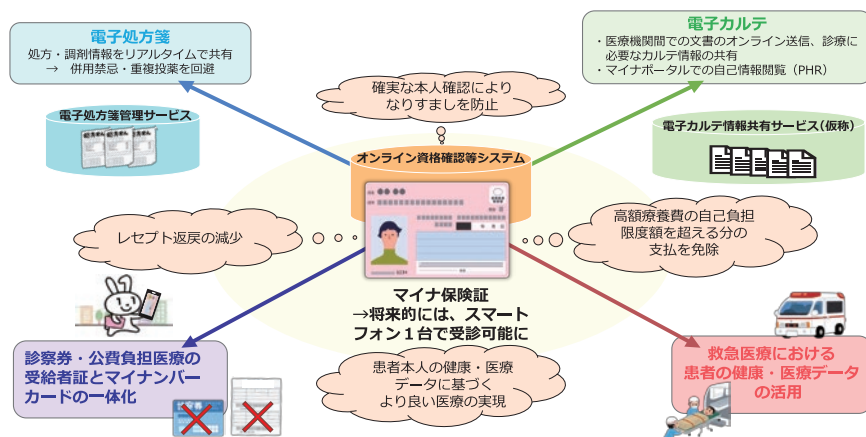 電子処方箋
処方・調剤情報をリアルタイムで共有
→ 併用禁忌・重複投薬を回避
電子カルテ
・医療機関間での文書のオンライン送信、診療に
必要なカルテ情報の共有
・マイナポータルでの自己情報閲覧（PHR）
確実な本人確認により
なりすましを防止
電子処方箋管理サービス
電子カルテ情報共有サービス(仮称)
オンライン資格確認等システム
レセプト返戻の減少
高額療養費の自己負担
限度額を超える分の
支払を免除
マイナ保険証
→将来的には、スマート
フォン１台で受診可能に
診察券・公費負担医療の
受給者証とマイナンバー
カードの一体化
患者本人の健康・医療
データに基づく
より良い医療の実現
救急医療における
患者の健康・医療データ
の活用